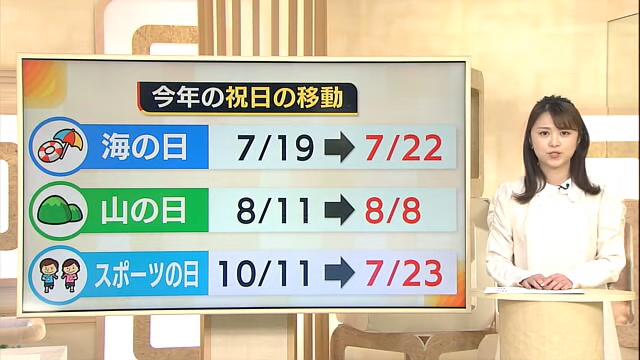 今年の祝日の移動
海の日 7/19 ➡ 7/22
山の日 8/11 ➡ 8/8
スポーツの日 10/11 ➡ 7/23